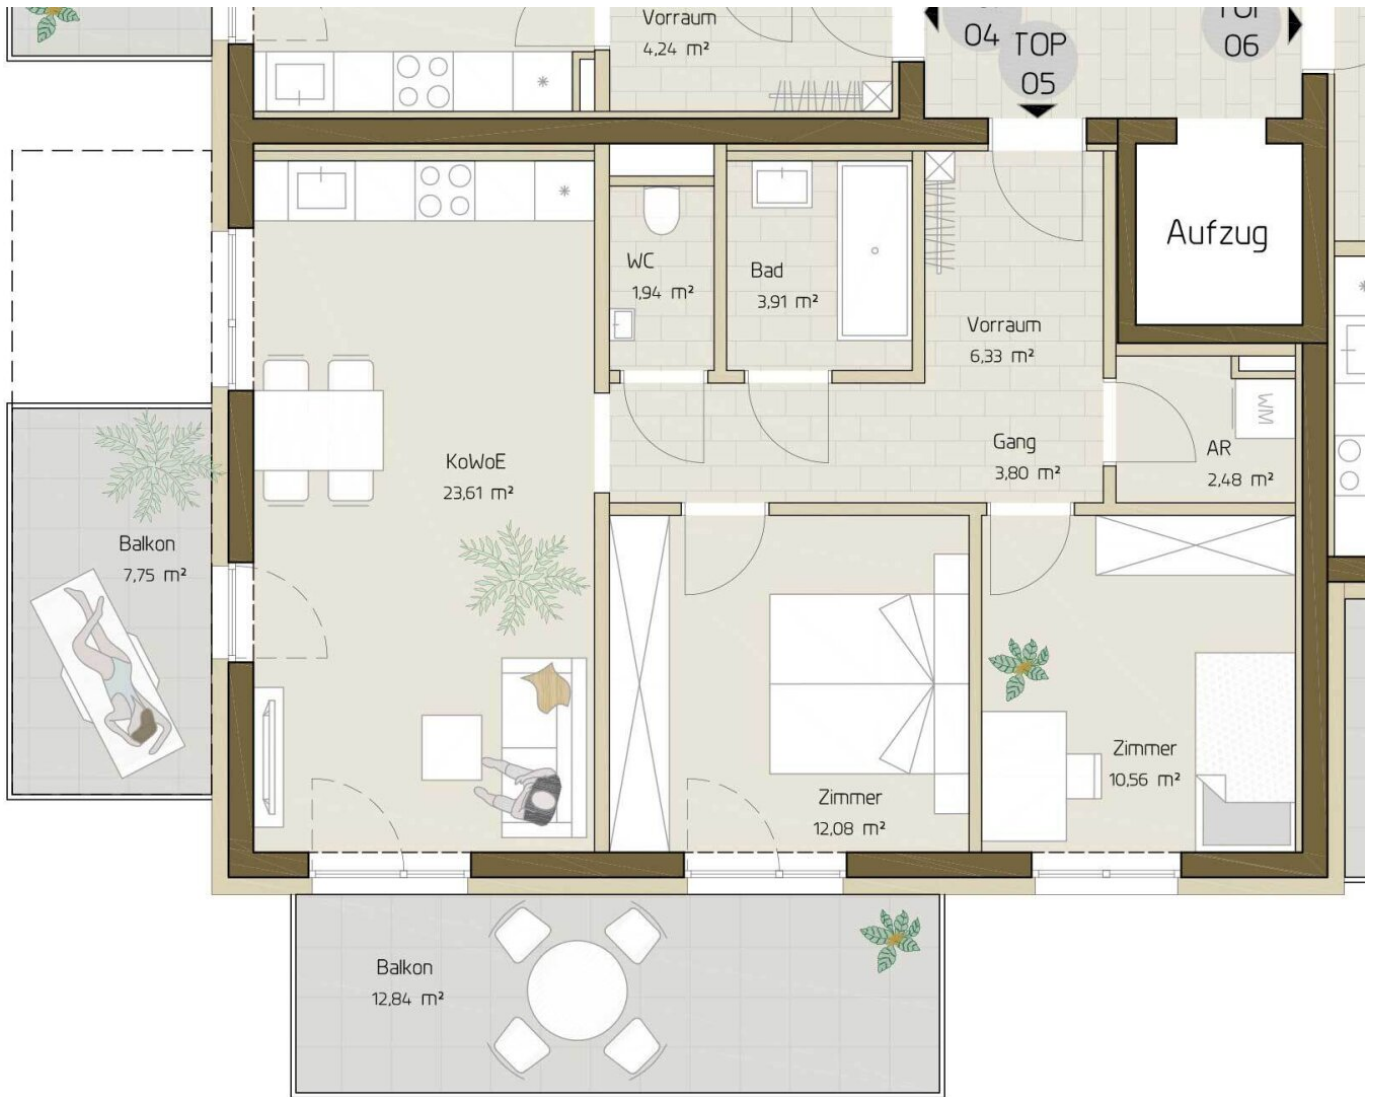 Vorraum
4,24 m²
04
TOP
05
06
Aufzug
WC
1,94 m²
Bad
3,91 m²
Vorraum
6,33 m²
Gang
3,80 m²
WM
AR
2,48 m²
KoWoE
23,61 m²
Balkon
7,75 m²
Zimmer
12,08 m²
Zimmer
10,56 m²
Balkon
12,84 m²